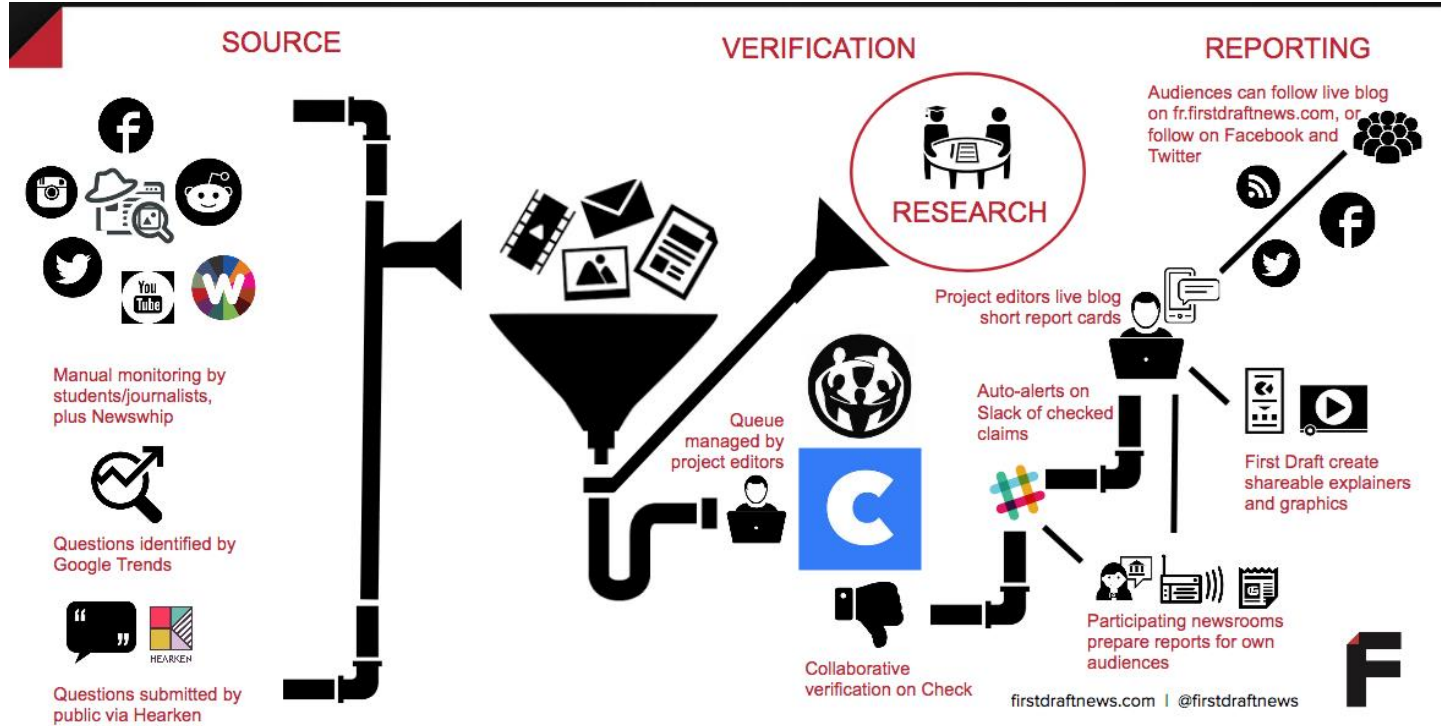 SOURCE
VERIFICATION
REPORTING
You
Tube
W
Manual monitoring by
students/journalists,
plus Newswhip
Questions identified by
Google Trends
“ ”
HEARKEN
Questions submitted by
public via Hearken
RESEARCH
Queue
managed by
project editors
C
Collaborative
verification on Check
Audiences can follow live blog
on fr.firstdraftnews.com, or
follow on Facebook and
Twitter
Project editors live blog
short report cards
Auto-alerts on
Slack of checked
claims
First Draft create
shareable explainers
and graphics
Participating newsrooms
prepare reports for own
audiences
firstdraftnews.com | @firstdraftnews
F